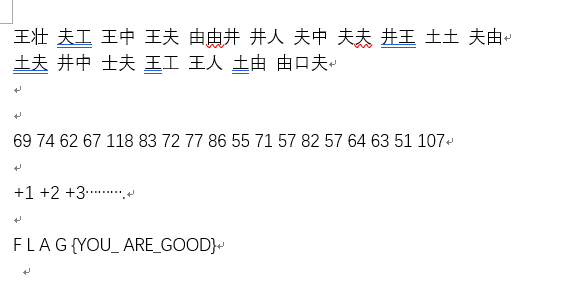 王壮 夫工 王中 王夫 由由井 井人 夫中 夫夫 井王 土土 夫由
土夫 井中 士夫 王工 王人 土由 由口夫
69 74 62 67 118 83 72 77 86 55 71 57 82 57 64 63 51 107
+1 +2 +3……….
F L A G {YOU_ ARE_GOOD}